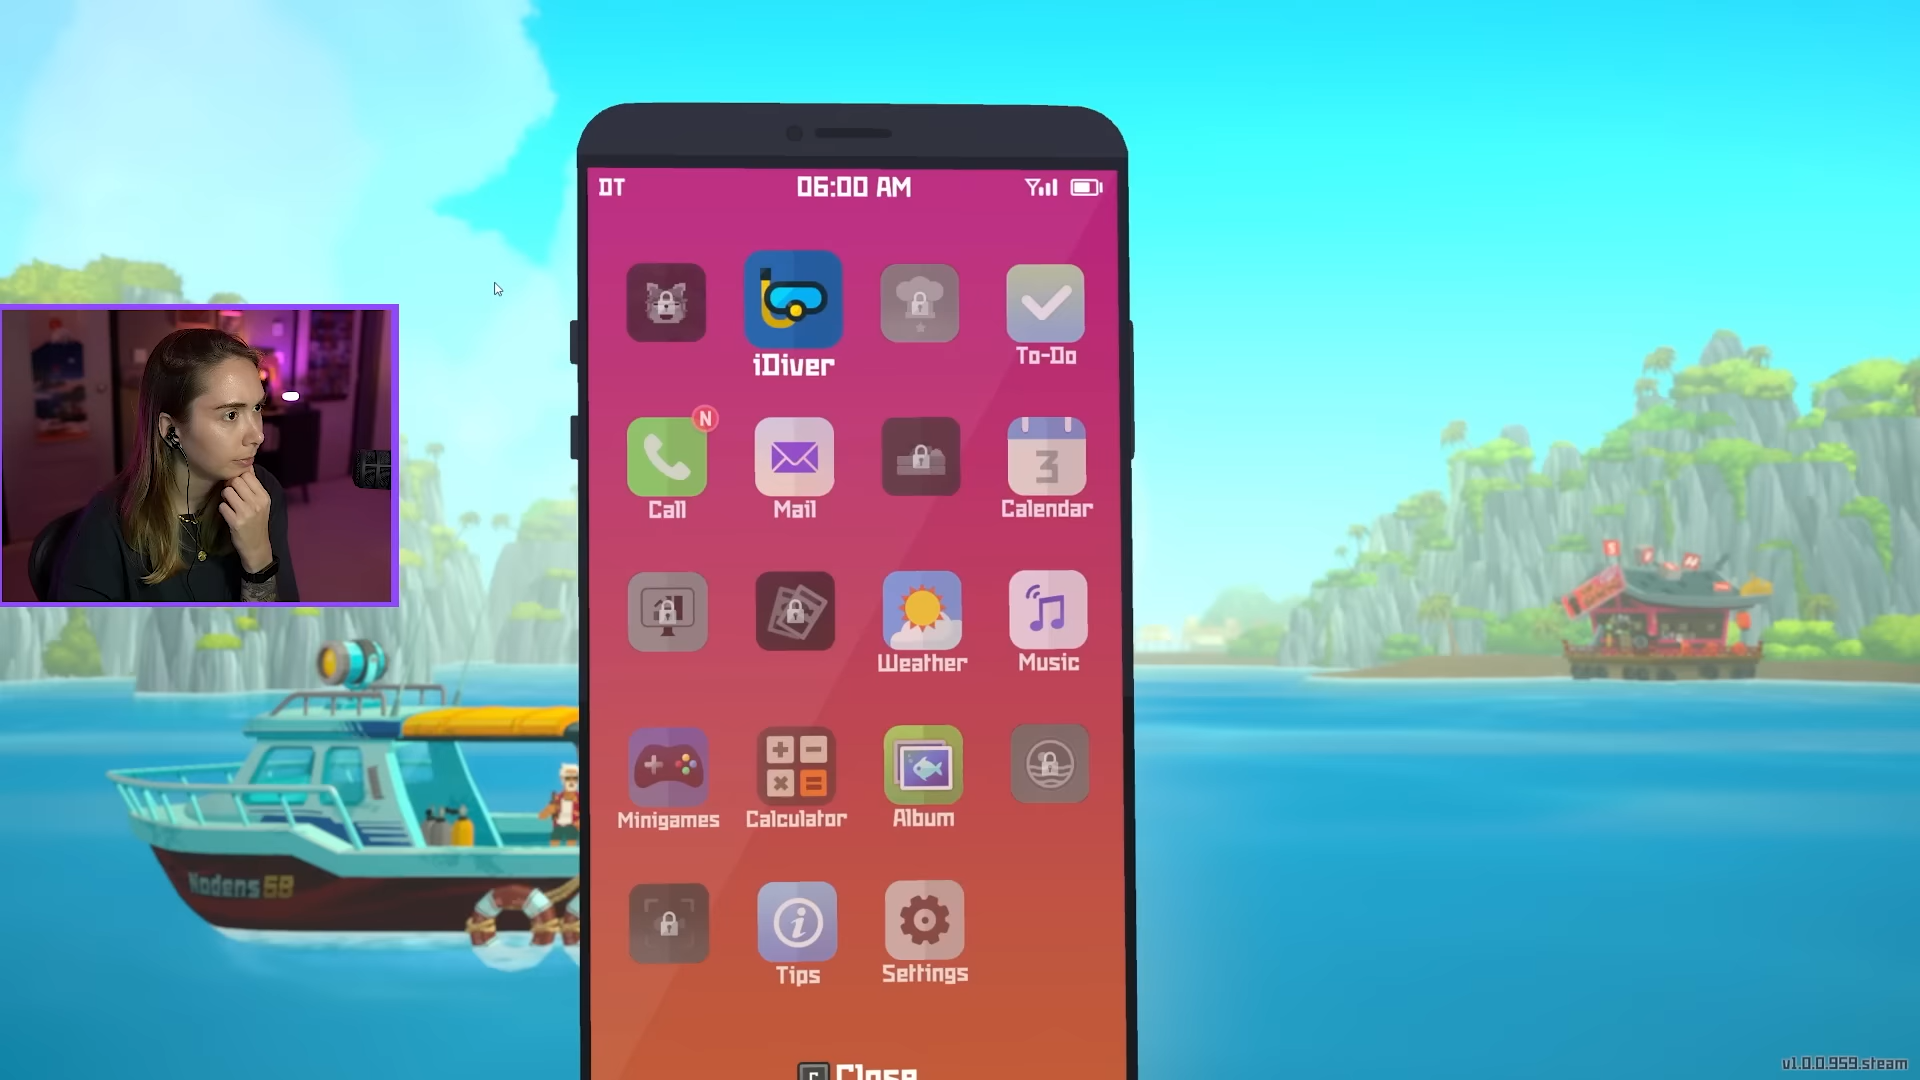 DT
06:00 AM
iDiver
To-Do
N
Call
Mail
3
Calendar
Weather
Music
Minigames
Calculator
Album
Nodens 68
Tips
Settings
Close
v1.0.0.959.steam